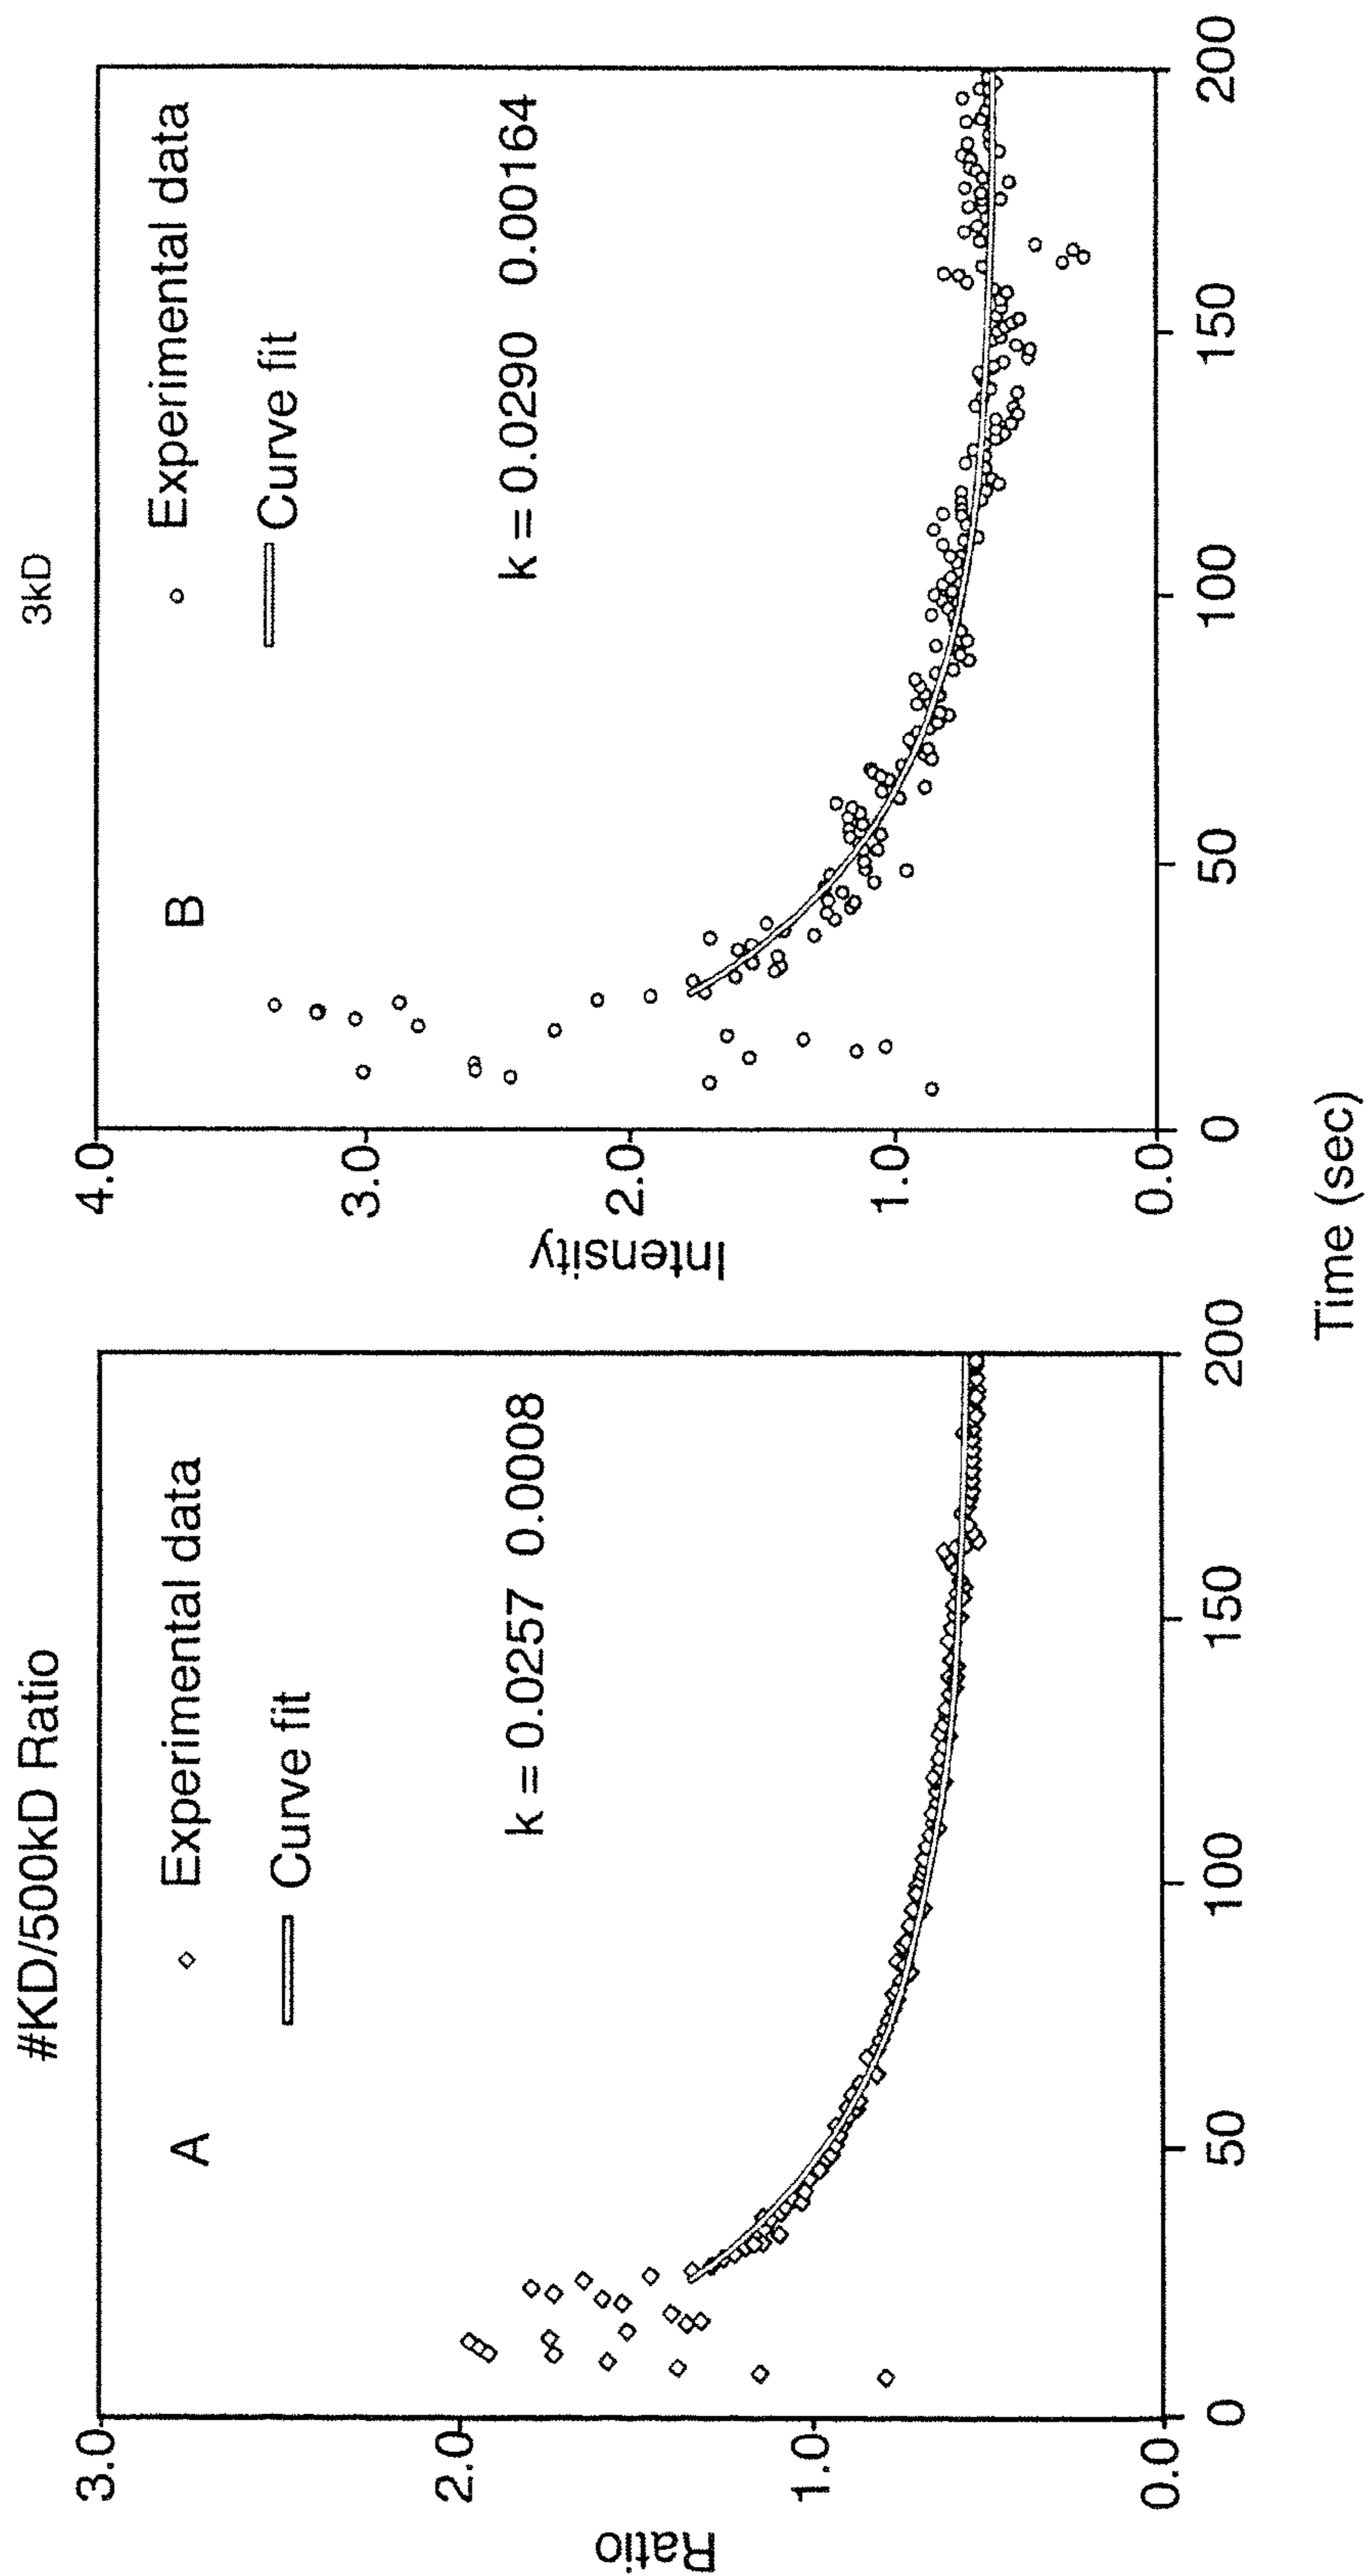 #KD/500kD Ratio
A
◇ Experimental data
Curve fit
k = 0.0257 0.0008
Ratio
3.0
2.0
1.0
0.0
0
50
100
150
200
3kD
B
○ Experimental data
Curve fit
k = 0.0290 0.00164
Intensity
4.0
3.0
2.0
1.0
0.0
0
50
100
150
200
Time (sec)